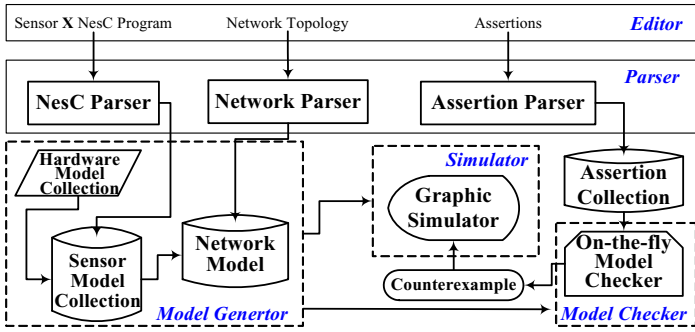 Sensor X NesC Program
Network Topology
Assertions
Editor
Parser
NesC Parser
Network Parser
Assertion Parser
Hardware
Model
Collection
Simulator
Graphic
Simulator
Assertion
Collection
Sensor
Model
Collection
Network
Model
On-the-fly
Model
Checker
Counterexample
Model Genertor
Model Checker